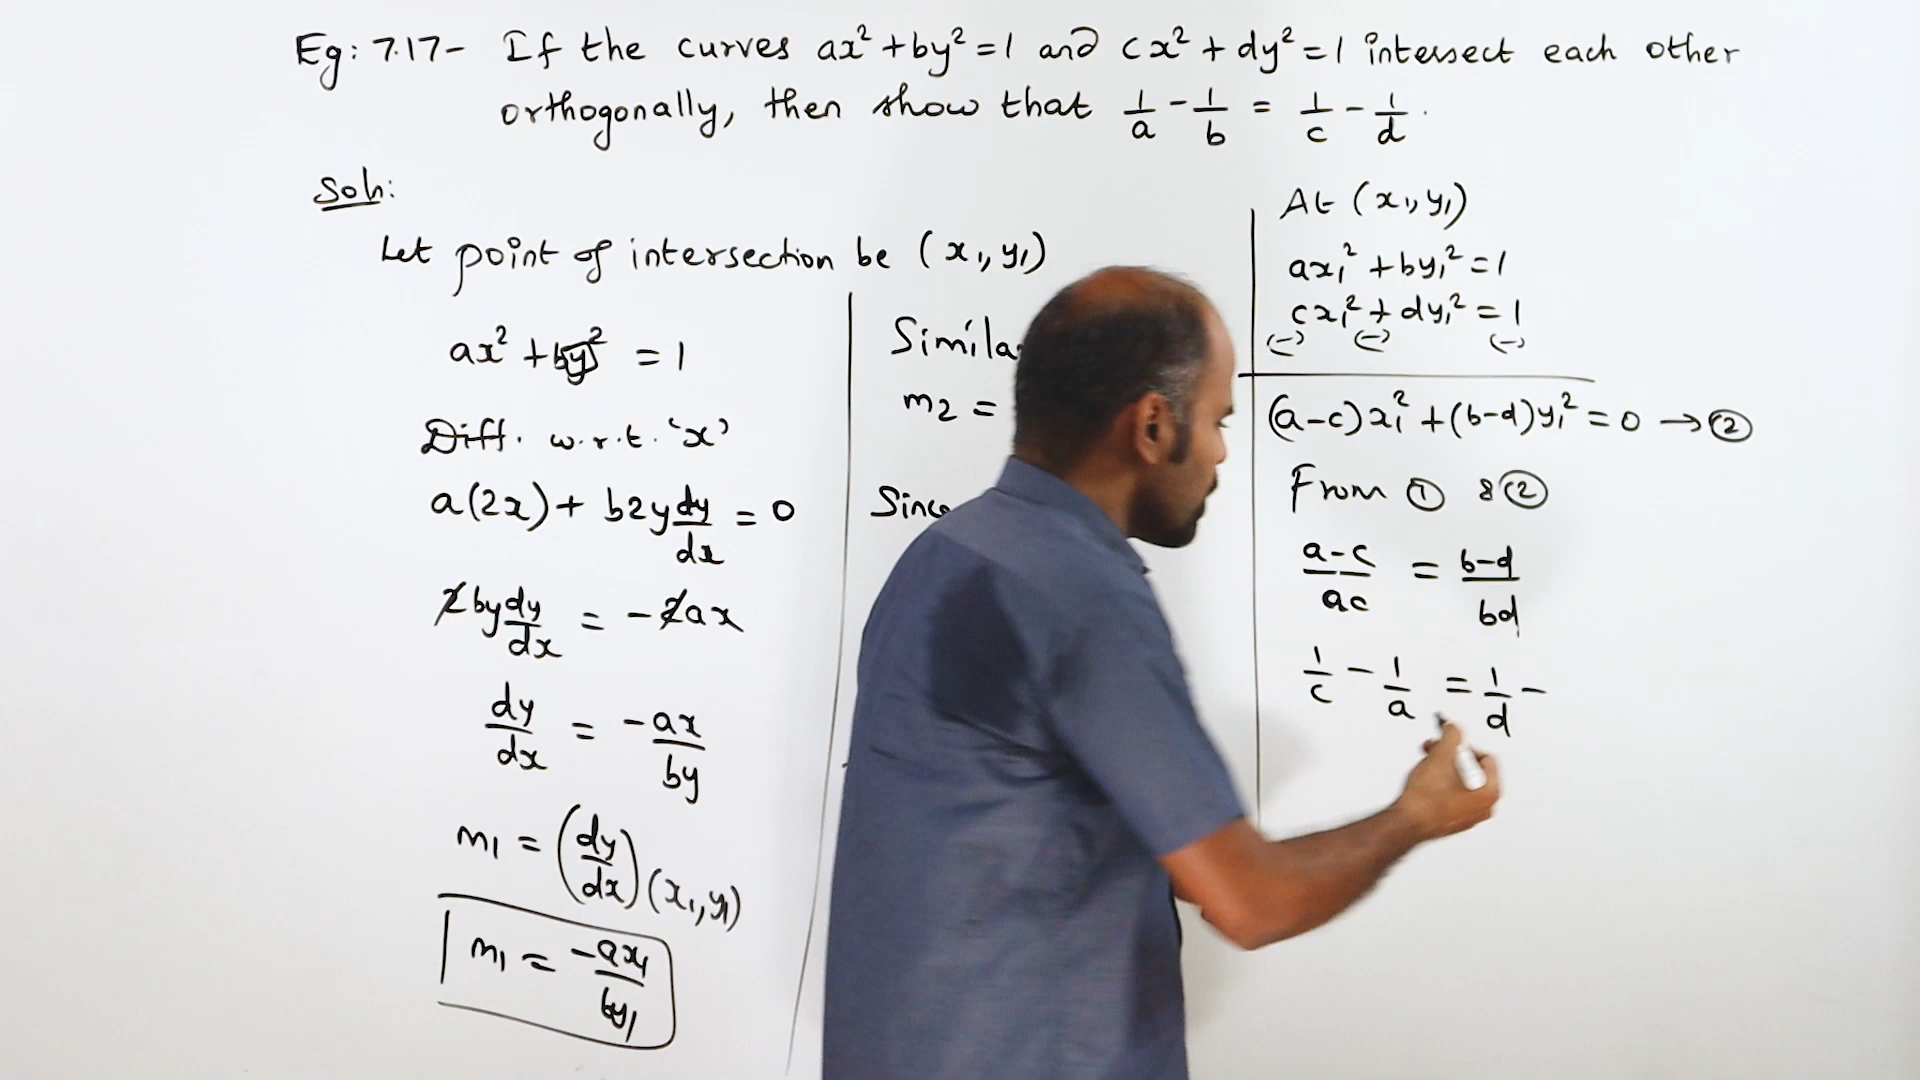 Eg: 7.17- If the curves ax² + by² = 1 and cx² + dy² = 1 intersect each other
orthogonally, then show that 1/a - 1/b = 1/c - 1/d.
Soln:
Let point of intersection be (x₁, y₁)
ax² + by² = 1
Diff. w.r.t. 'x'
a(2x) + b2y dy/dx = 0
2by dy/dx = -2ax
dy/dx = -ax/by
m₁ = (dy/dx)(x₁, y₁)
m₁ = -ax₁/by₁
m₂ =
Since
At (x₁, y₁)
ax₁² + by₁² = 1
cx₁² + dy₁² = 1
(-) (-) (-)
(a-c)x₁² + (b-d)y₁² = 0 → ②
From ① & ②
a-c/ac = b-d/bd
1/c - 1/a = 1/d -